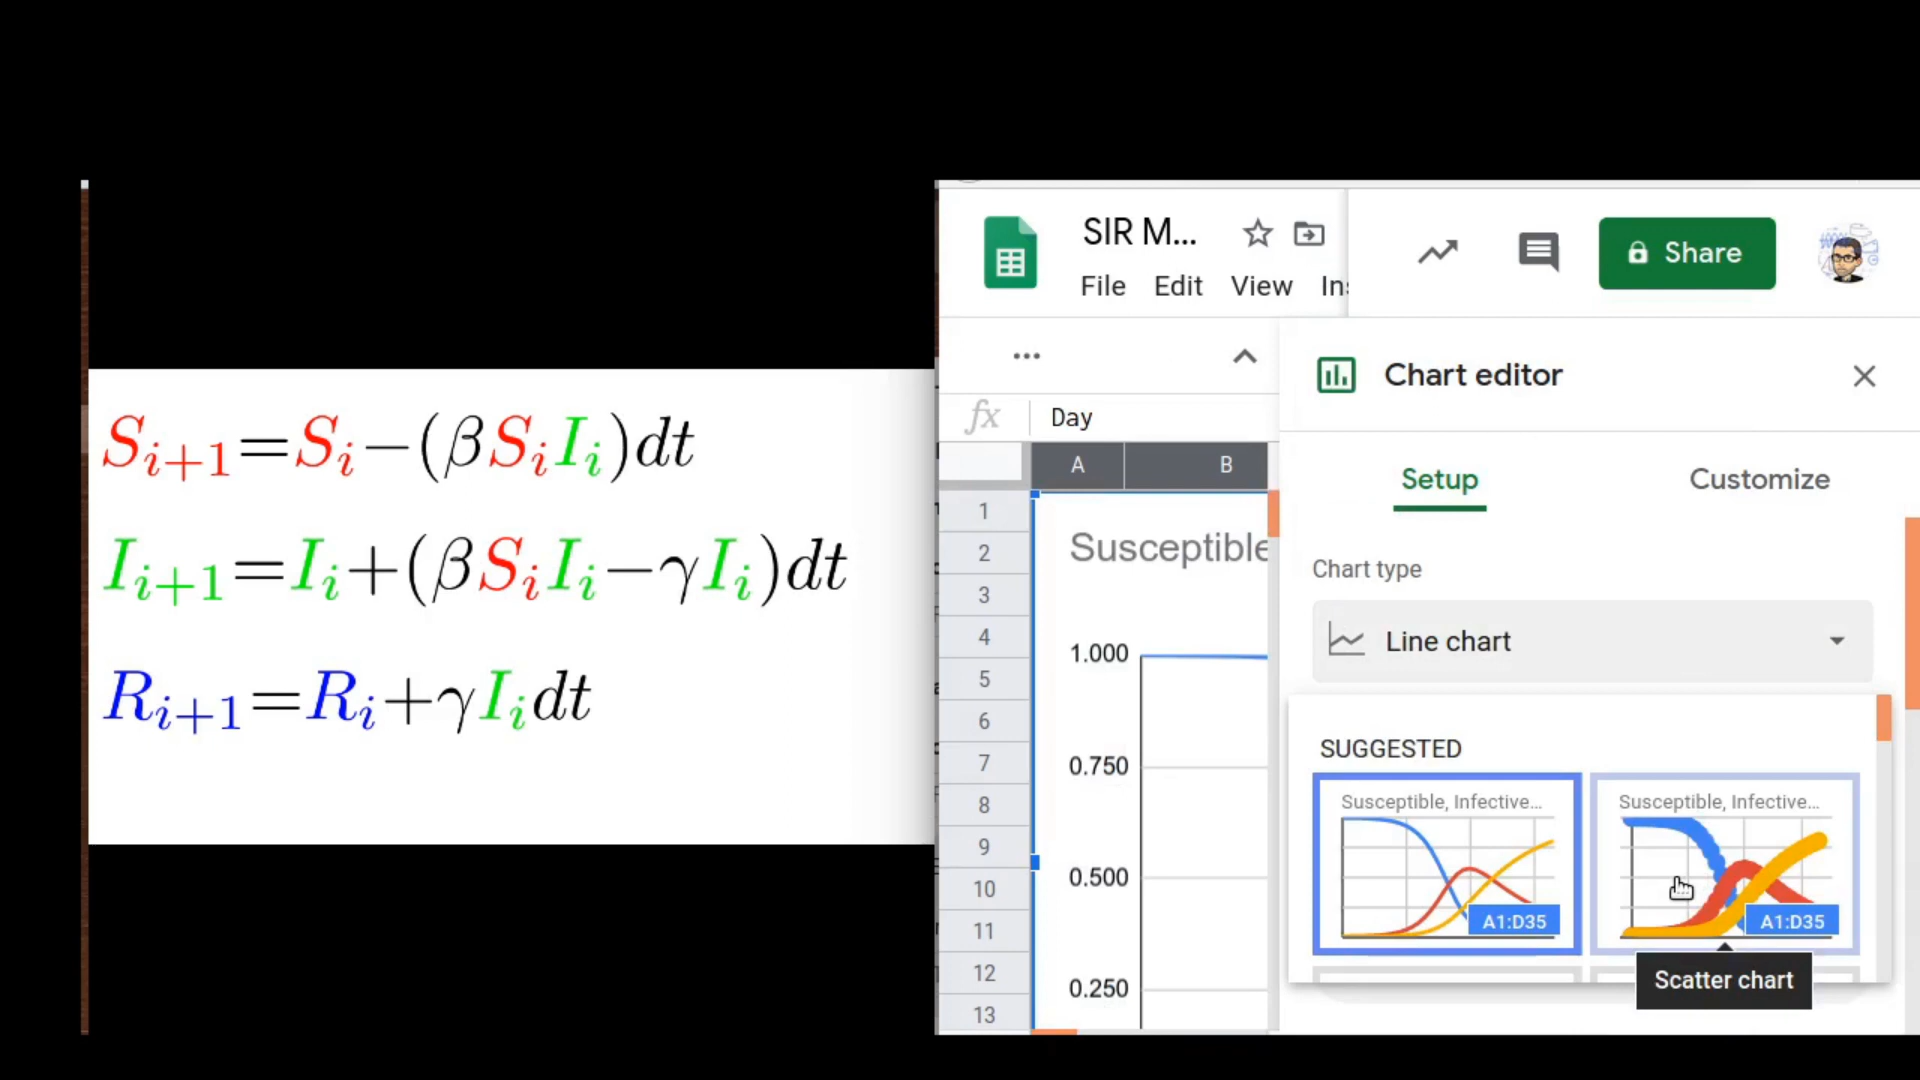 S_{i+1}=S_i-(βS_iI_i)dt
I_{i+1}=I_i+(βS_iI_i-γI_i)dt
R_{i+1}=R_i+γI_idt
SIR M...
File Edit View In
Share
Chart editor
fx Day
A B
Setup Customize
1
2
3
4
5
6
7
8
9
10
11
12
13
Susceptible
1.000
0.750
0.500
0.250
Chart type
Line chart
SUGGESTED
Susceptible, Infective...
A1:D35
Susceptible, Infective...
A1:D35
Scatter chart